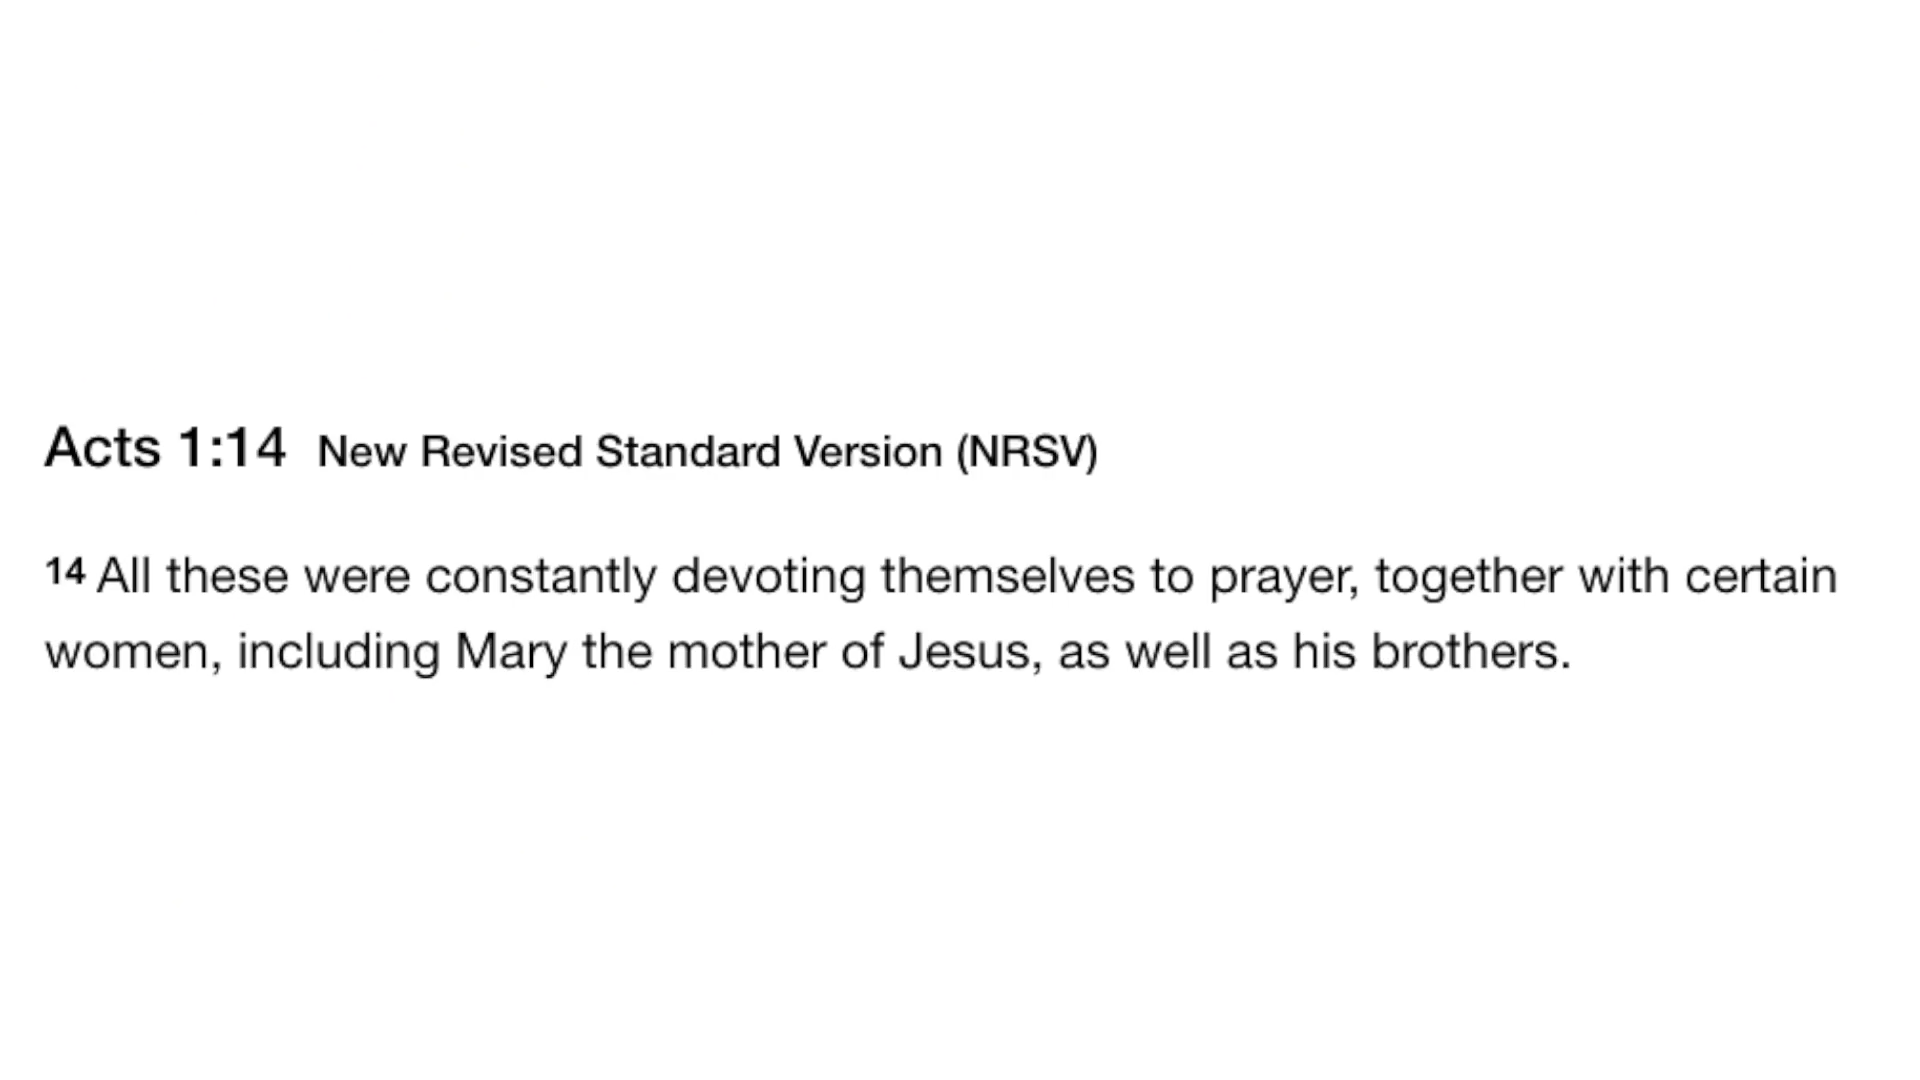 Acts 1:14 New Revised Standard Version (NRSV)
14 All these were constantly devoting themselves to prayer, together with certain
women, including Mary the mother of Jesus, as well as his brothers.